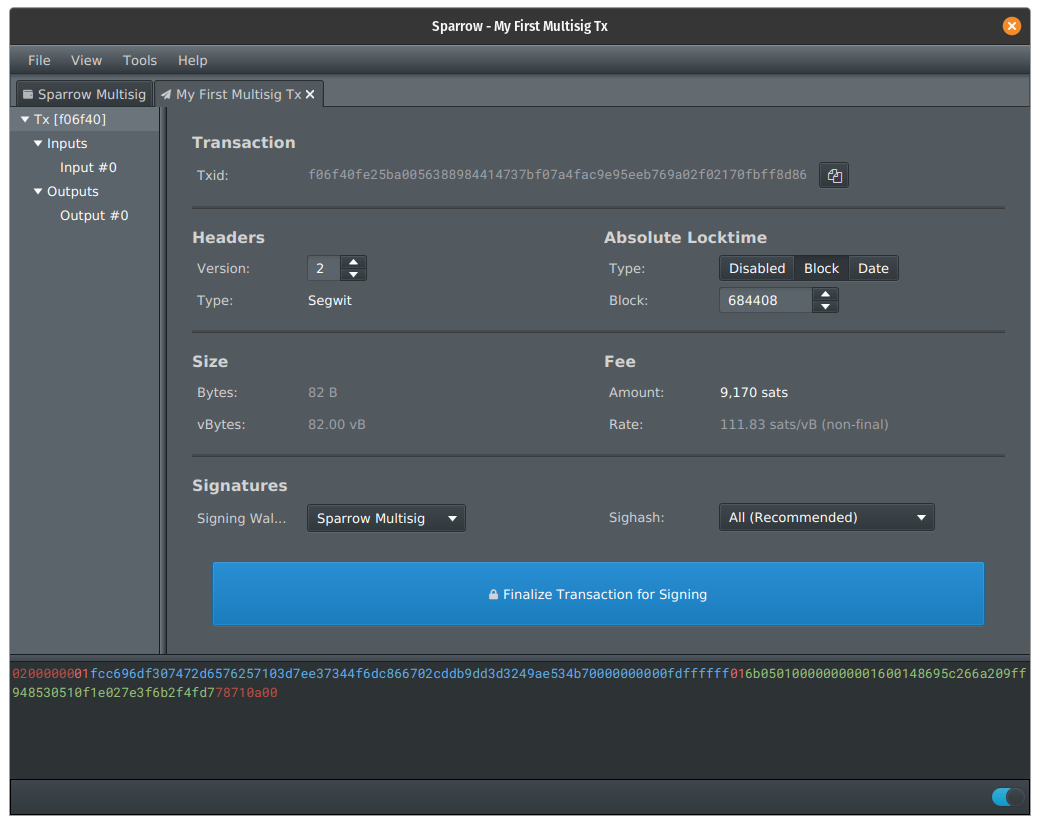 Sparrow - My First Multisig Tx
File View Tools Help
Sparrow Multisig My First Multisig Tx
Tx [f06f40]
Inputs
Input #0
Outputs
Output #0
Transaction
Txid: f06f40fe25ba0056388984414737bf07a4fac9e95eeb769a02f02170fbff8d86
Headers
Version: 2
Type: Segwit
Absolute Locktime
Type: Disabled Block Date
Block: 684408
Size
Bytes: 82 B
vBytes: 82.00 vB
Fee
Amount: 9,170 sats
Rate: 111.83 sats/vB (non-final)
Signatures
Signing Wal... Sparrow Multisig
Sighash: All (Recommended)
Finalize Transaction for Signing
0200000001fcc696df307472d6576257103d7ee37344f6dc866702cddb9dd3d3249ae534b70000000000fdffffff016b050100000000001600148695c266a209ff
948530510f1e027e3f6b2f4fd778710a00